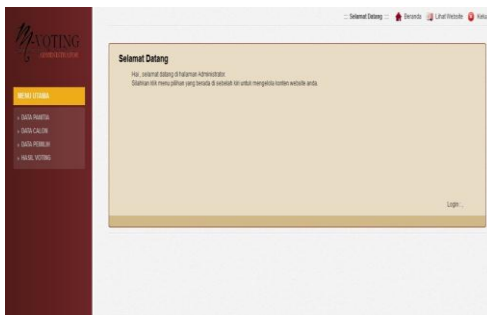 ::: Selamat Datang ::: Beranda Lihat Website
M-VOTING
MENU UTAMA
» DATA PANITIA
» DATA CALON
» DATA PEMILIH
» HASIL VOTING
Selamat Datang
Hai , selamat datang di halaman Administrator.
Silahkan klik menu pilihan yang berada di sebelah kiri untuk mengelola konten website anda.
Login : ,